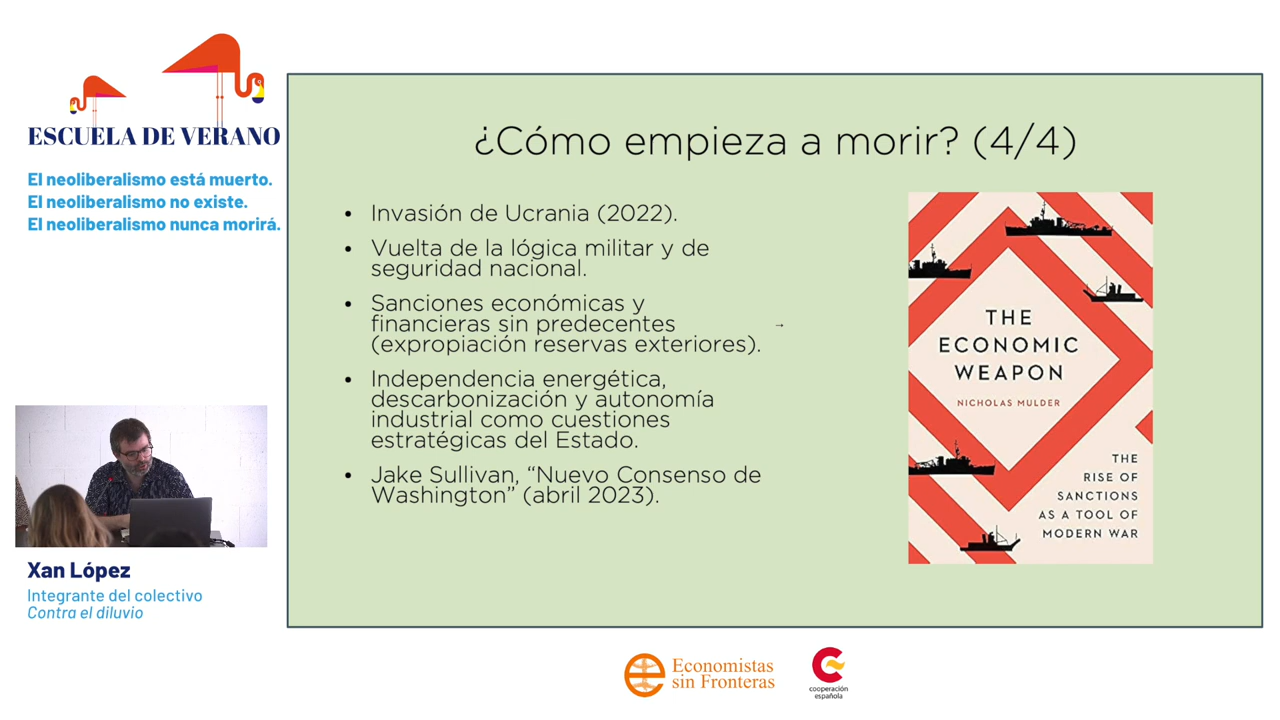 ESCUELA DE VERANO
El neoliberalismo está muerto.
El neoliberalismo no existe.
El neoliberalismo nunca morirá.
¿Cómo empieza a morir? (4/4)
• Invasión de Ucrania (2022).
• Vuelta de la lógica militar y de
seguridad nacional.
• Sanciones económicas y
financieras sin predecentes
(expropiación reservas exteriores).
→
• Independencia energética,
descarbonización y autonomía
industrial como cuestiones
estratégicas del Estado.
• Jake Sullivan, “Nuevo Consenso de
Washington” (abril 2023).
THE
ECONOMIC
WEAPON
NICHOLAS MULDER
THE
RISE OF
SANCTIONS
AS A TOOL OF
MODERN WAR
Xan López
Integrante del colectivo
Contra el diluvio
Economistas
sin Fronteras
cooperación
española